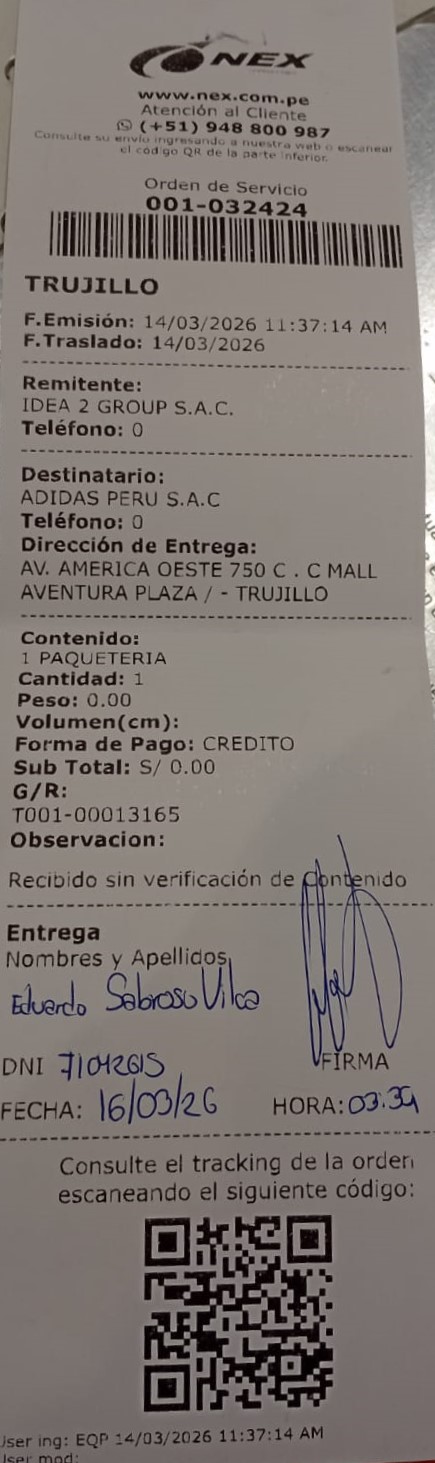 NEX
www.nex.com.pe
Atención al Cliente
(+51) 948 800 987
Consulte su envío ingresando a nuestra web o escanear
el código QR de la parte inferior.
Orden de Servicio
001-032424
TRUJILLO
F.Emisión: 14/03/2026 11:37:14 AM
F.Traslado: 14/03/2026
Remitente:
IDEA 2 GROUP S.A.C.
Teléfono: 0
Destinatario:
ADIDAS PERU S.A.C
Teléfono: 0
Dirección de Entrega:
AV. AMERICA OESTE 750 C . C MALL
AVENTURA PLAZA / - TRUJILLO
Contenido:
1 PAQUETERIA
Cantidad: 1
Peso: 0.00
Volumen(cm):
Forma de Pago: CREDITO
Sub Total: S/ 0.00
G/R:
T001-00013165
Observacion:
Recibido sin verificación de Contenido
Entrega
Nombres y Apellidos
Eduardo Sabroso Vilca
DNI 71012615
FIRMA
FECHA: 16/03/26 HORA: 03:39
Consulte el tracking de la orden
escaneando el siguiente código:
User ing: EQP 14/03/2026 11:37:14 AM
User mod: